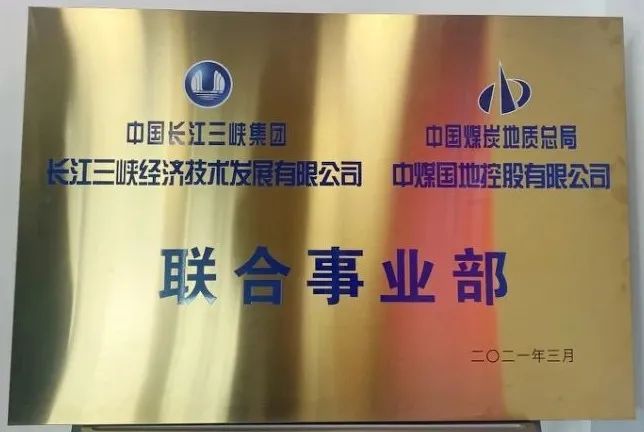 中国长江三峡集团
长江三峡经济技术发展有限公司
中国煤炭地质总局
中煤国地控股有限公司
联合事业部
二〇二一年三月